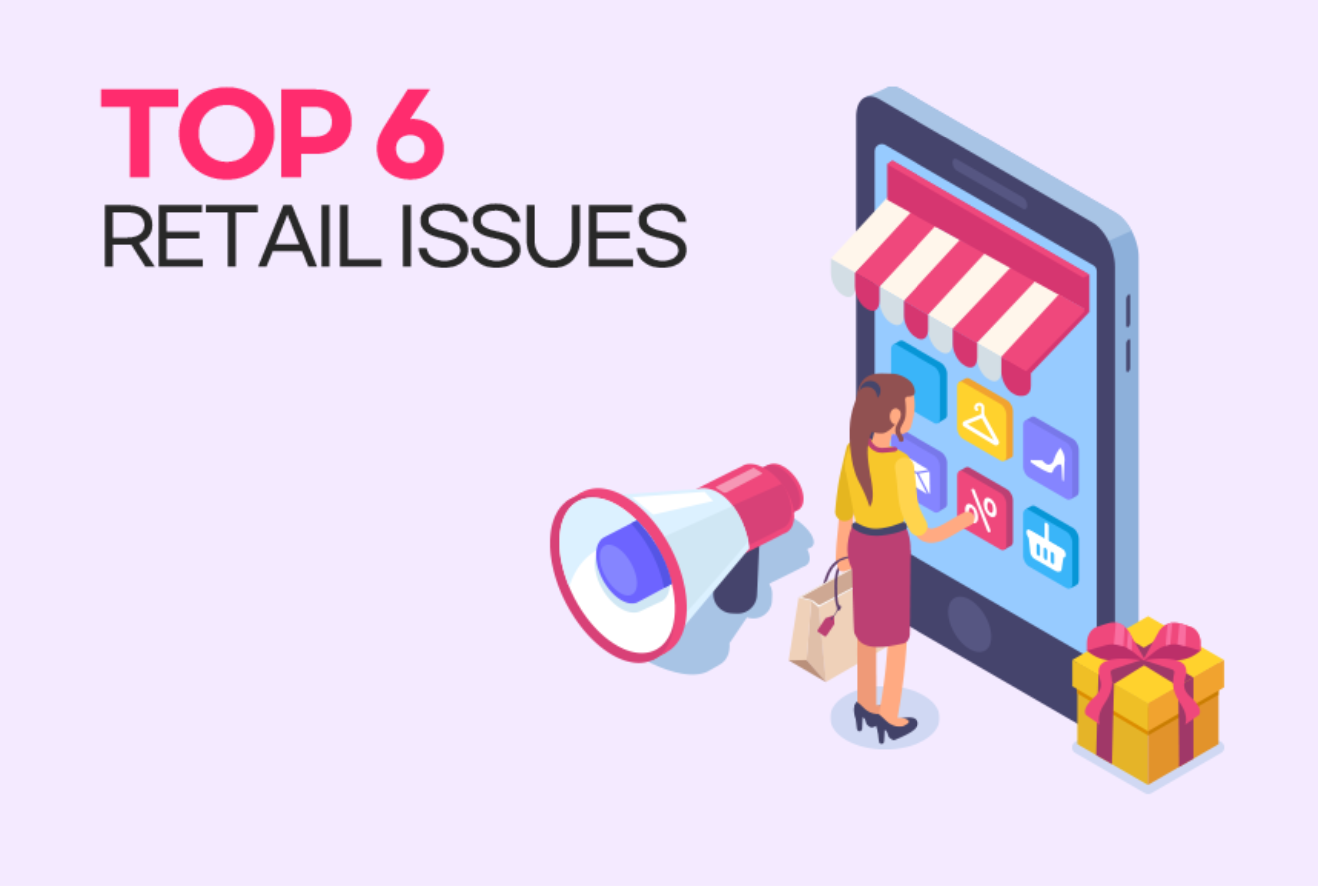 TOP 6
RETAIL ISSUES
%